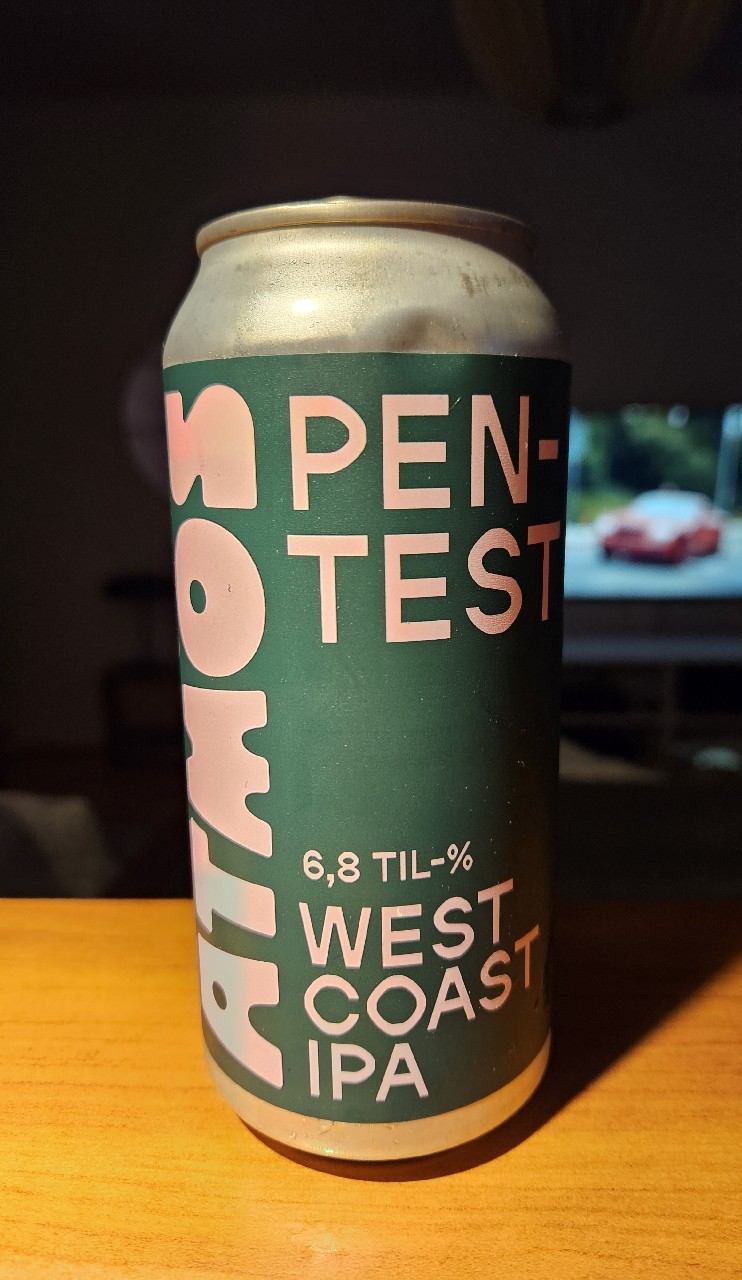 ATMOS
PEN-
TEST
6,8 TIL-%
WEST
COAST
IPA